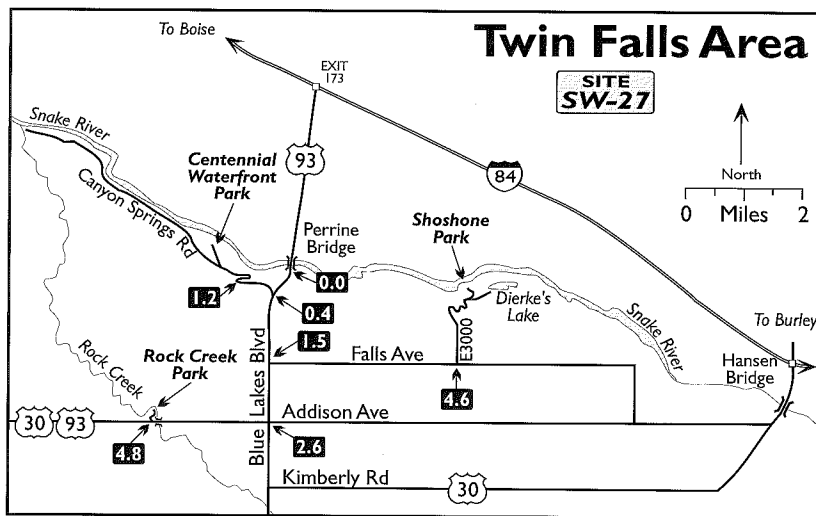 Twin Falls Area
SITE
SW-27
To Boise
EXIT
173
93
84
North
0 Miles 2
Snake River
Canyon Springs Rd
Centennial
Waterfront
Park
Perrine
Bridge
Shoshone
Park
0.0
1.2
0.4
Dierke's
Lake
Snake River
To Burley
Hansen
Bridge
1.5
Falls Ave
E3000
4.6
Rock Creek
Rock Creek
Park
Blue Lakes Blvd
Addison Ave
30 93
4.8
2.6
Kimberly Rd
30